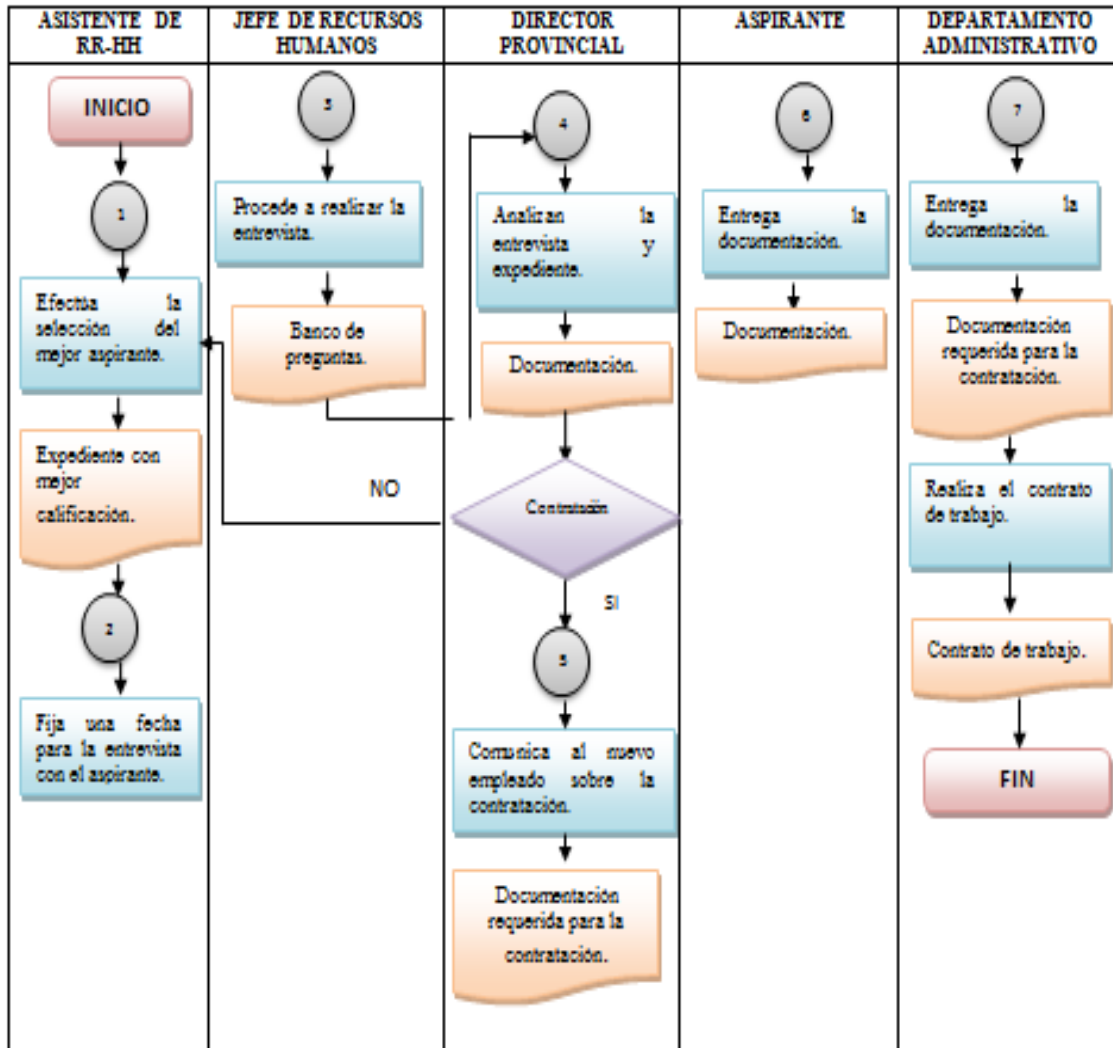 ASISTENTE DE
RR-HH
JEFE DE RECURSOS
HUMANOS
DIRECTOR
PROVINCIAL
ASPIRANTE
DEPARTAMENTO
ADMINISTRATIVO
INICIO
1
Efectúa la
selección del
mejor aspirante.
Expediente con
mejor
calificación.
2
Fija una fecha
para la entrevista
con el aspirante.
3
Procede a realizar la
entrevista.
Banco de
preguntas.
NO
4
Analizan la
entrevista y
expediente.
Documentación.
Contratación
SI
5
Comunica al nuevo
empleado sobre la
contratación.
Documentación
requerida para la
contratación.
6
Entrega la
documentación.
Documentación.
7
Entrega la
documentación.
Documentación
requerida para la
contratación.
Realiza el contrato
de trabajo.
Contrato de trabajo.
FIN